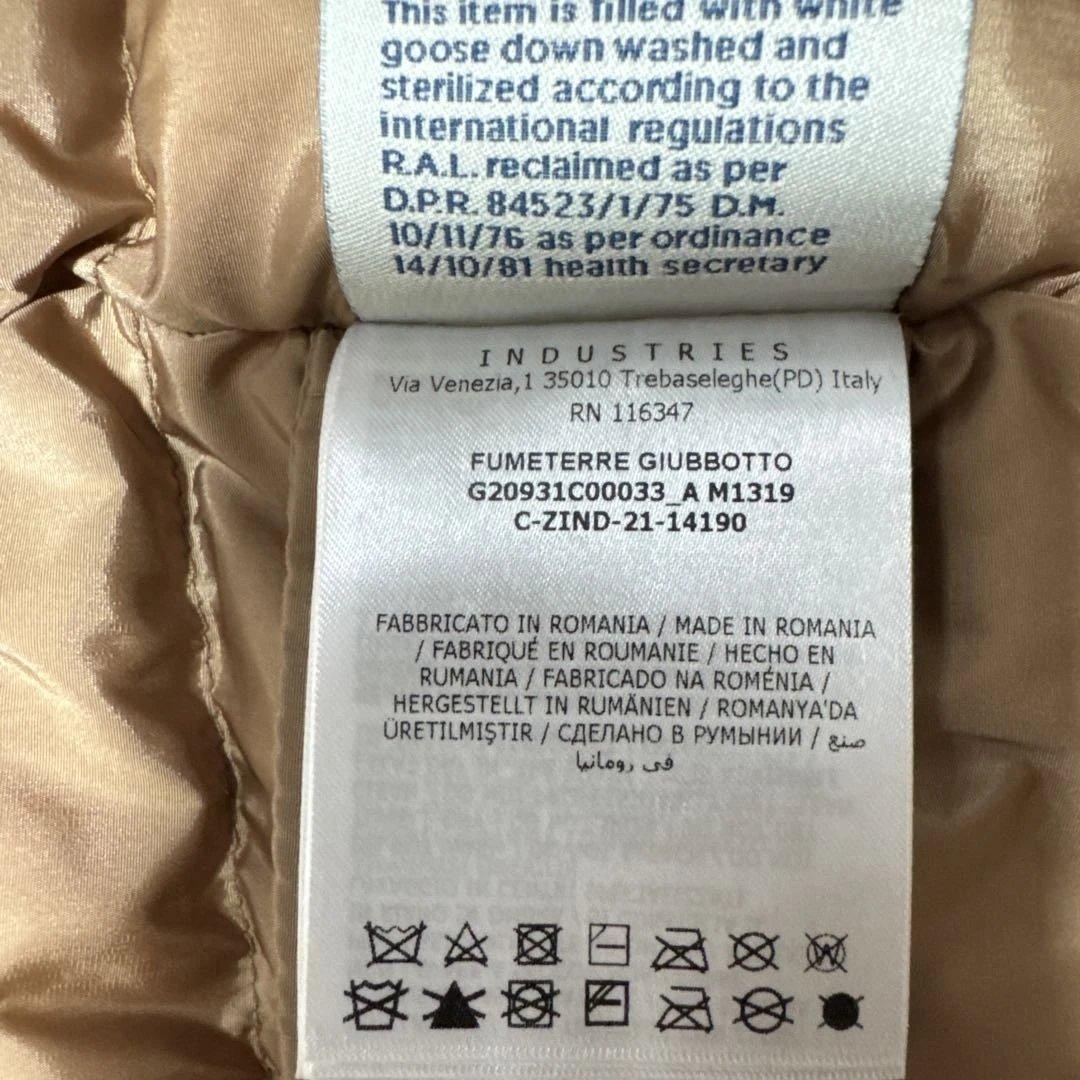 This item is filled with white
goose down washed and
sterilized according to the
international regulations
R.A.L. reclaimed as per
D.P.R. 84523/1/75 D.M.
10/11/76 as per ordinance
14/10/81 health secretary
INDUSTRIES
Via Venezia,1 35010 Trebaseleghe(PD) Italy
RN 116347
FUMETERRE GIUBBOTTO
G20931C00033_A M1319
C-ZIND-21-14190
FABBRICATO IN ROMANIA / MADE IN ROMANIA
/ FABRIQUÉ EN ROUMANIE / HECHO EN
RUMANIA / FABRICADO NA ROMÉNIA /
HERGESTELLT IN RUMÄNIEN / ROMANYA'DA
ÜRETILMIŞTIR / СДЕЛАНО В РУМЫНИИ / صنع
في رومانيا